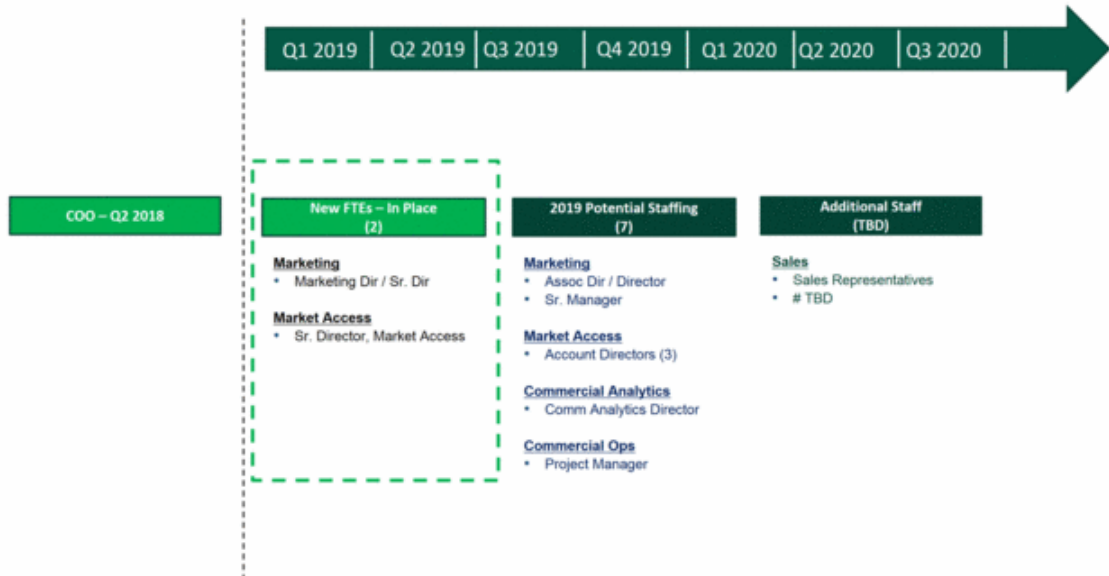 Q1 2019 Q2 2019 Q3 2019 Q4 2019 Q1 2020 Q2 2020 Q3 2020
COO – Q2 2018
New FTEs – In Place
(2)
Marketing
• Marketing Dir / Sr. Dir
Market Access
• Sr. Director, Market Access
2019 Potential Staffing
(7)
Marketing
• Assoc Dir / Director
• Sr. Manager
Market Access
• Account Directors (3)
Commercial Analytics
• Comm Analytics Director
Commercial Ops
• Project Manager
Additional Staff
(TBD)
Sales
• Sales Representatives
• # TBD